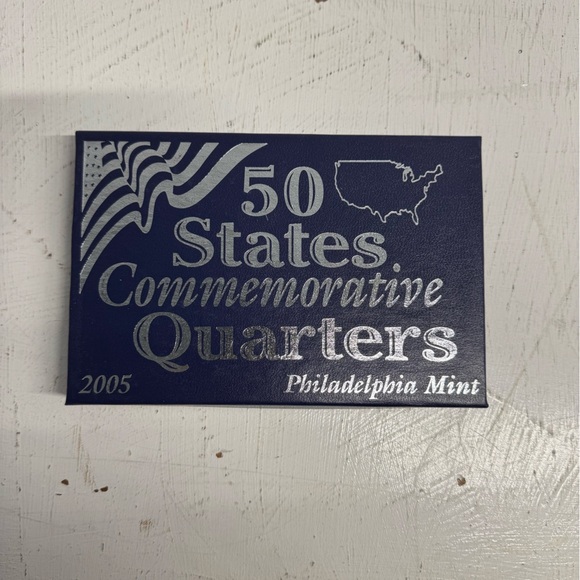 50
States
Commemorative
Quarters
2005 Philadelphia Mint